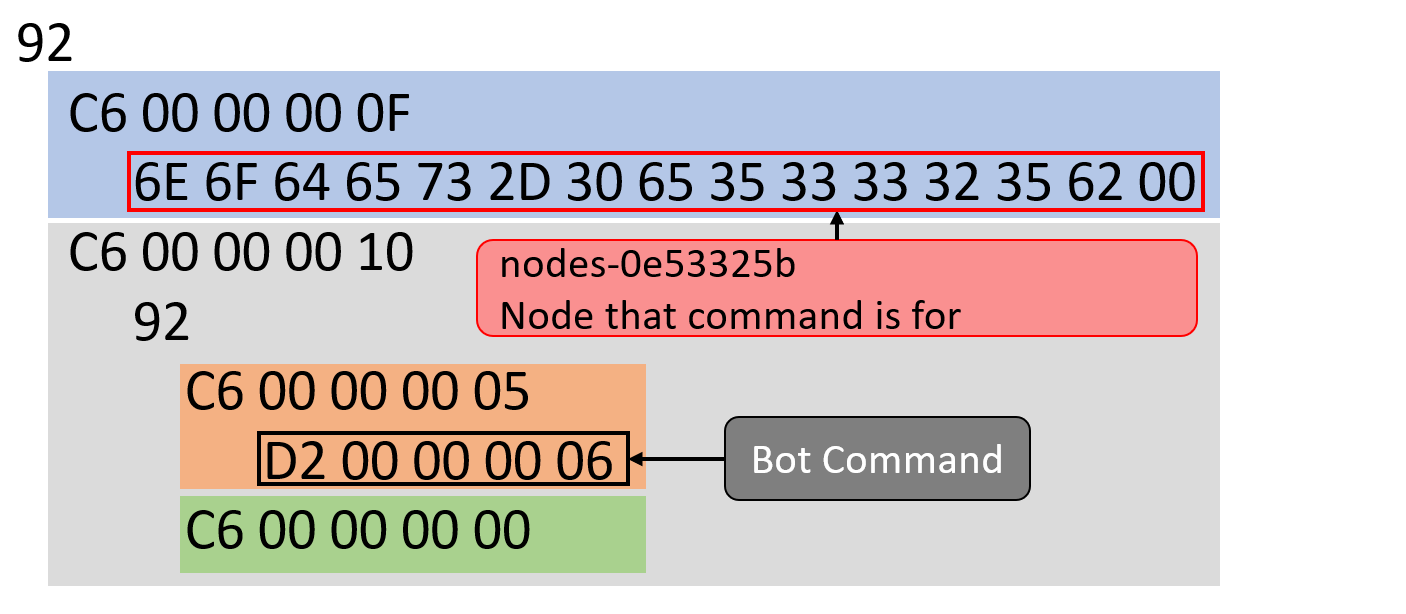 92
C6 00 00 00 0F
6E 6F 64 65 73 2D 30 65 35 33 33 32 35 62 00
C6 00 00 00 10
nodes-0e53325b
Node that command is for
92
C6 00 00 00 05
D2 00 00 00 06
Bot Command
C6 00 00 00 00